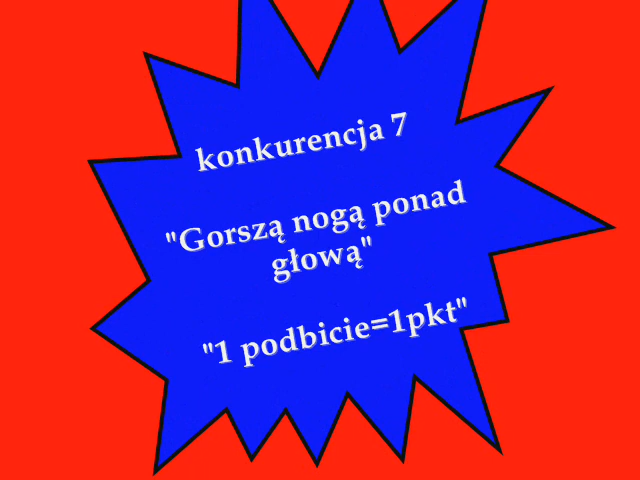 konkurencja 7
"Gorszą nogą ponad
głową"
"1 podbicie=1pkt"